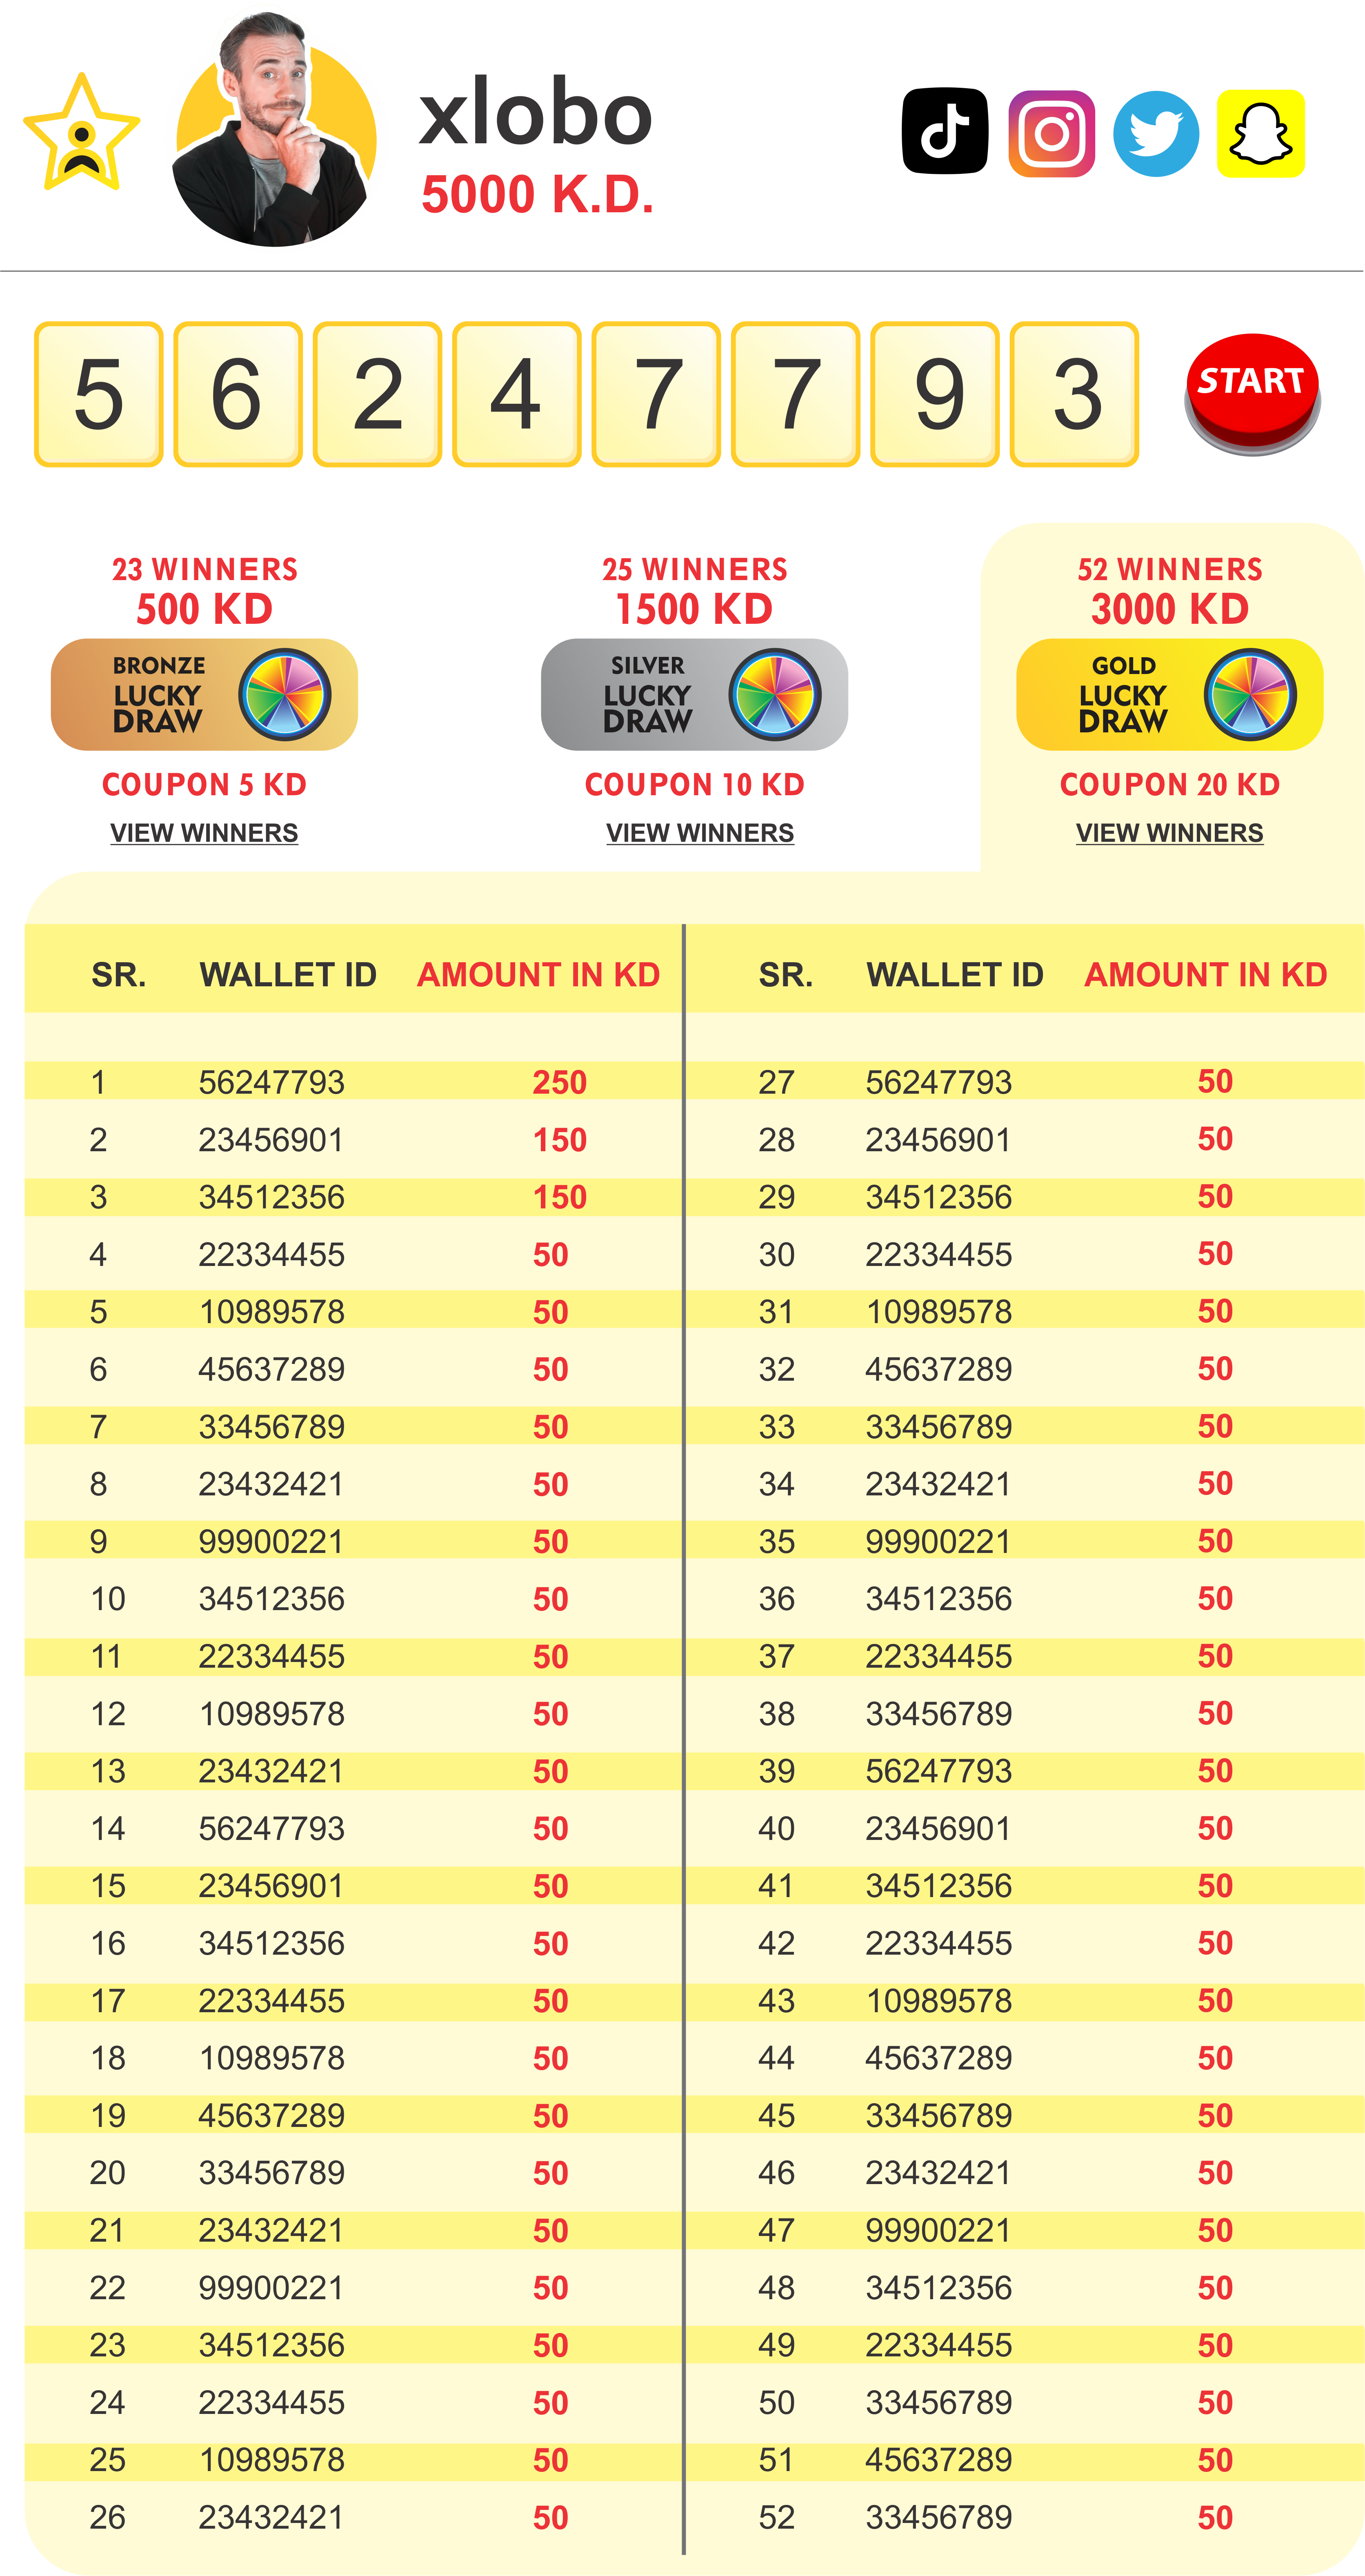 xlobo
5000 K.D.
5 6 2 4 7 7 9 3
START
23 WINNERS
500 KD
BRONZE
LUCKY
DRAW
COUPON 5 KD
VIEW WINNERS
25 WINNERS
1500 KD
SILVER
LUCKY
DRAW
COUPON 10 KD
VIEW WINNERS
52 WINNERS
3000 KD
GOLD
LUCKY
DRAW
COUPON 20 KD
VIEW WINNERS
SR. WALLET ID AMOUNT IN KD
1 56247793 250
2 23456901 150
3 34512356 150
4 22334455 50
5 10989578 50
6 45637289 50
7 33456789 50
8 23432421 50
9 99900221 50
10 34512356 50
11 22334455 50
12 10989578 50
13 23432421 50
14 56247793 50
15 23456901 50
16 34512356 50
17 22334455 50
18 10989578 50
19 45637289 50
20 33456789 50
21 23432421 50
22 99900221 50
23 34512356 50
24 22334455 50
25 10989578 50
26 23432421 50
SR. WALLET ID AMOUNT IN KD
27 56247793 50
28 23456901 50
29 34512356 50
30 22334455 50
31 10989578 50
32 45637289 50
33 33456789 50
34 23432421 50
35 99900221 50
36 34512356 50
37 22334455 50
38 33456789 50
39 56247793 50
40 23456901 50
41 34512356 50
42 22334455 50
43 10989578 50
44 45637289 50
45 33456789 50
46 23432421 50
47 99900221 50
48 34512356 50
49 22334455 50
50 33456789 50
51 45637289 50
52 33456789 50